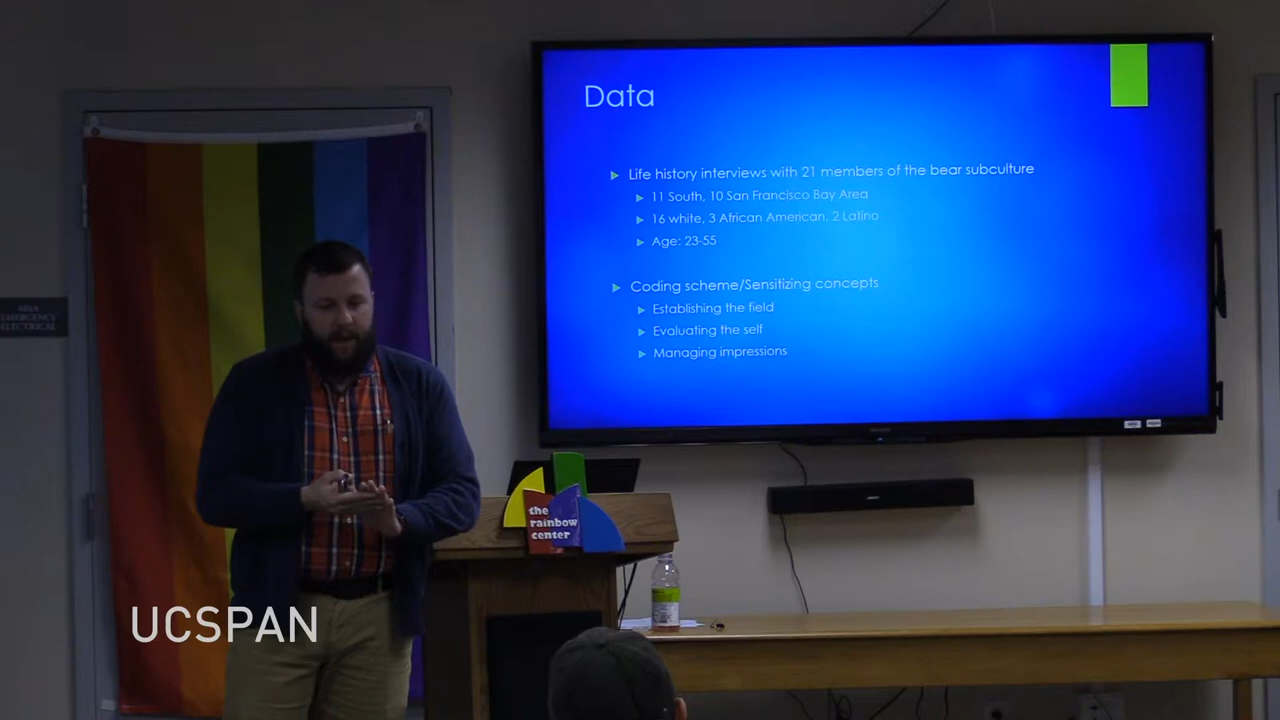 Data
Life history interviews with 21 members of the bear subculture
11 South, 10 San Francisco Bay Area
16 white, 3 African American, 2 Latino
Age: 23-55
Coding scheme/Sensitizing concepts
Establishing the field
Evaluating the self
Managing impressions
EMERGENCY
ELECTRICAL
the
rainbow
center
UCSPAN